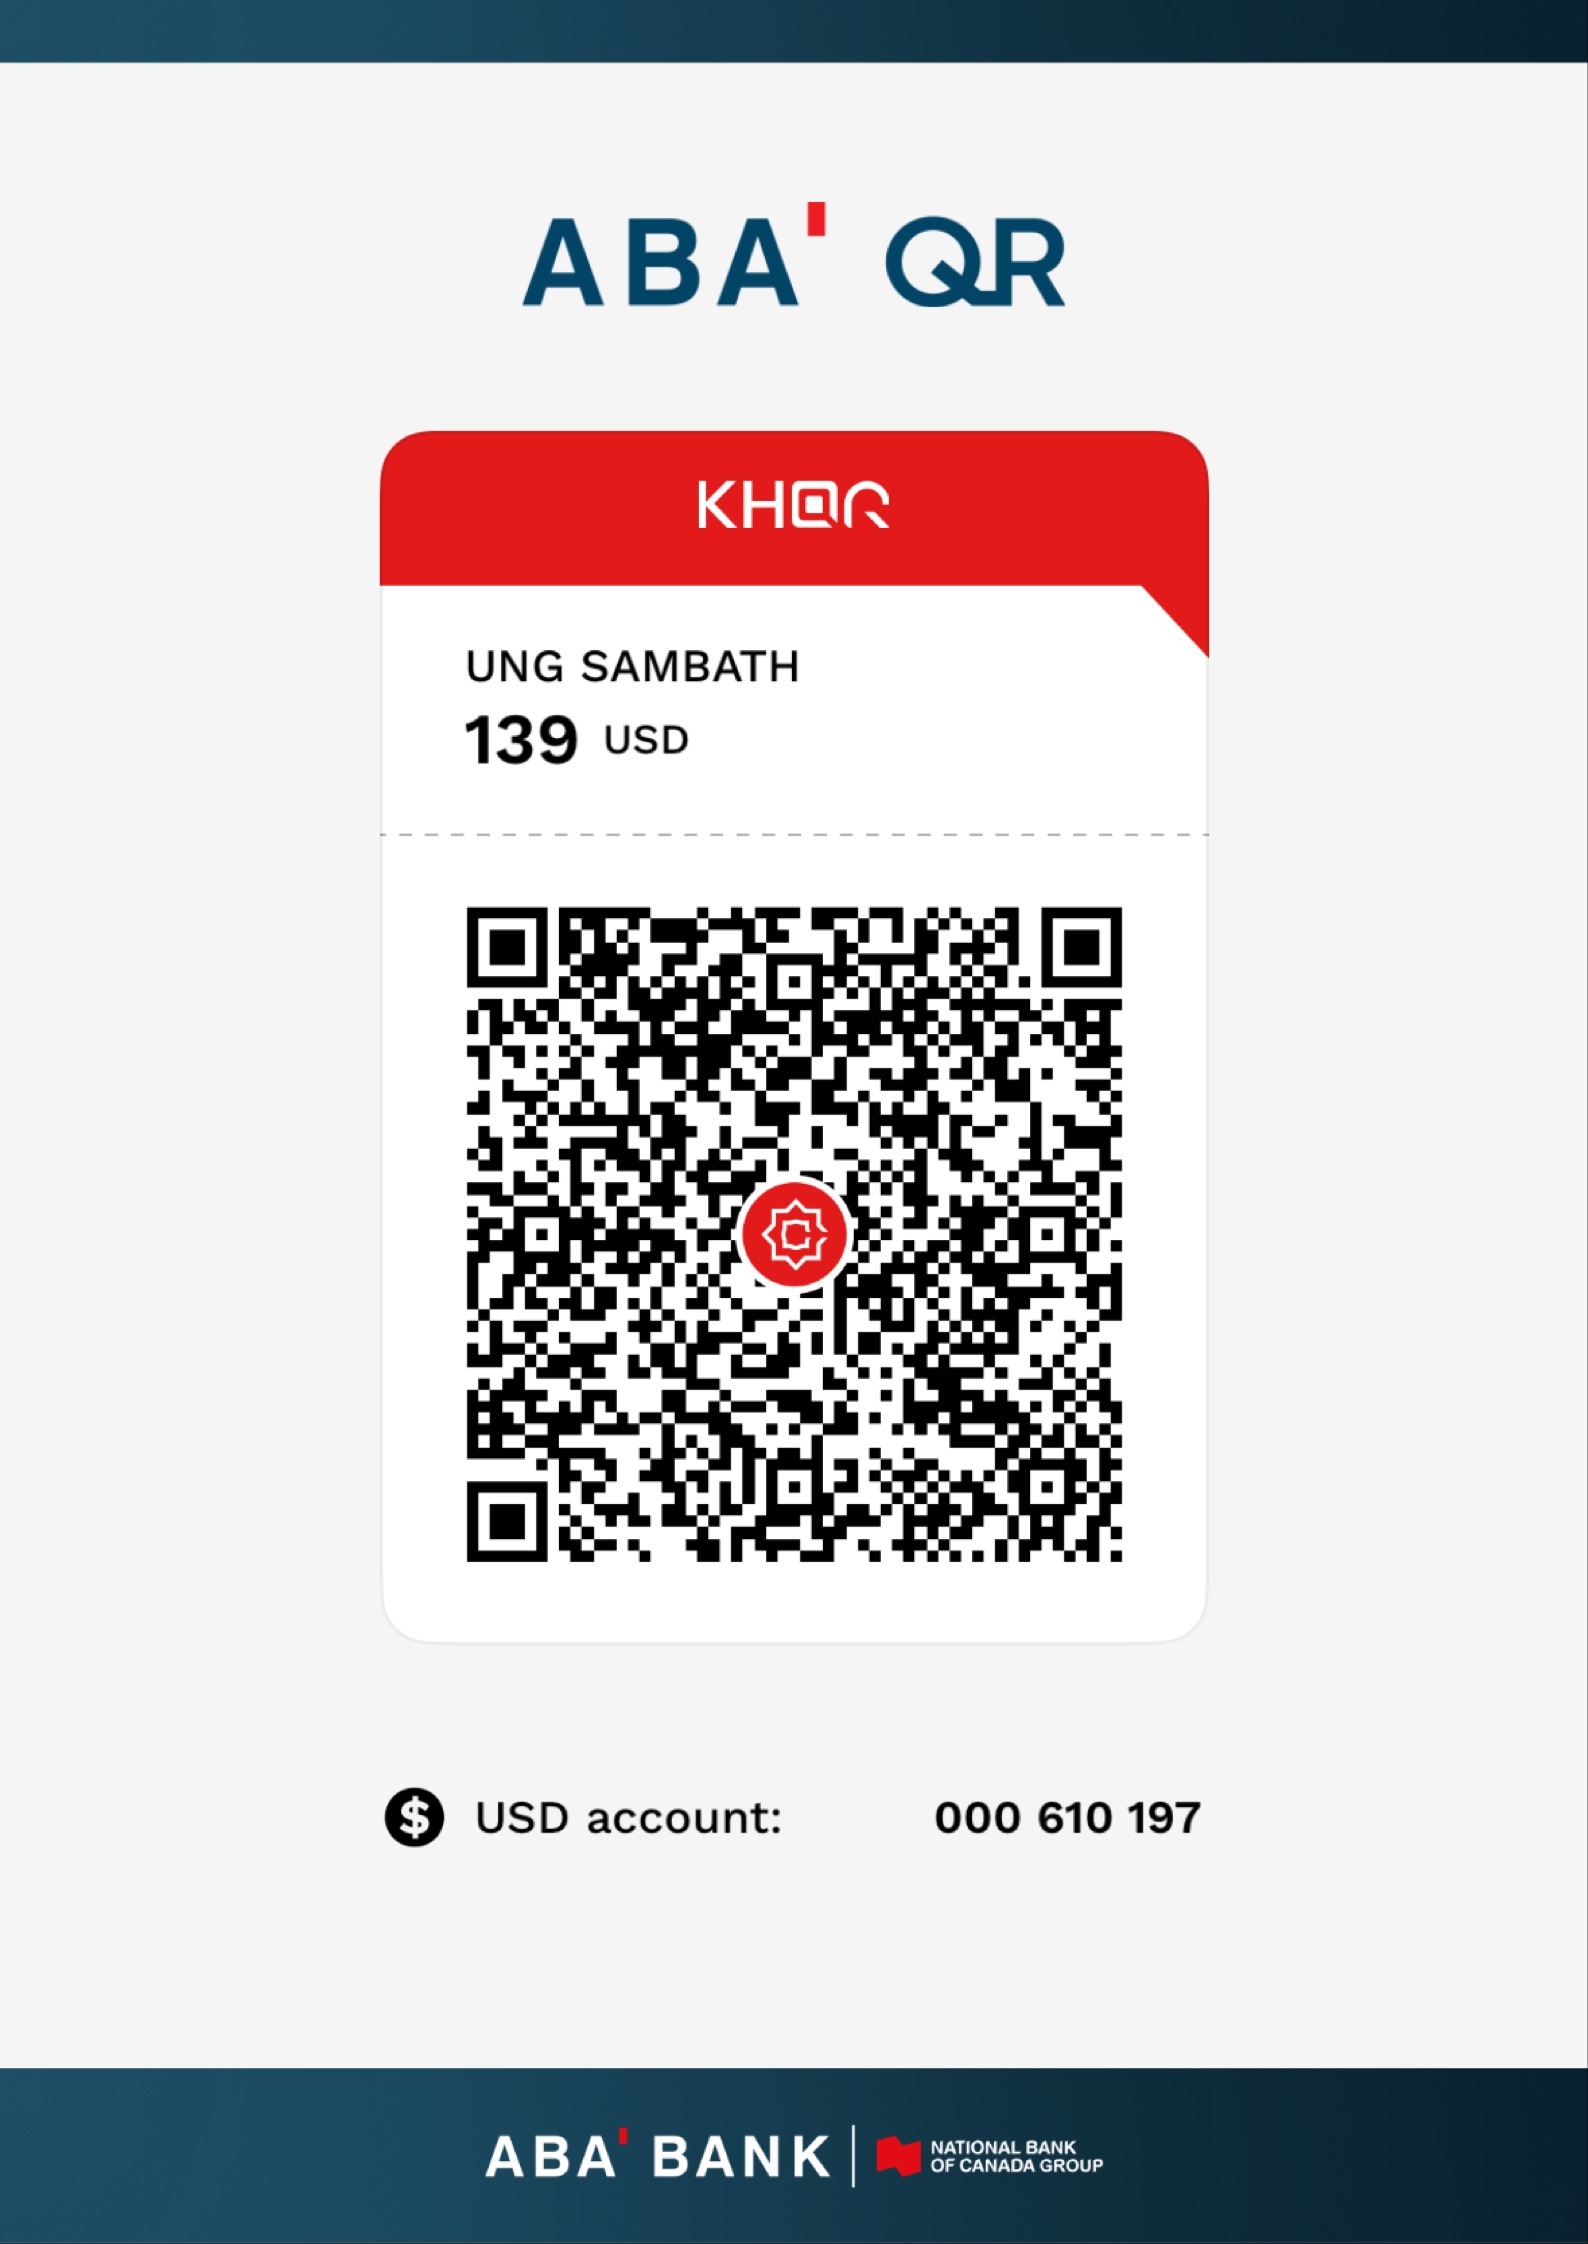 ABA' QR
KHQR
UNG SAMBATH
139 USD
$ USD account: 000 610 197
ABA' BANK
NATIONAL BANK
OF CANADA GROUP